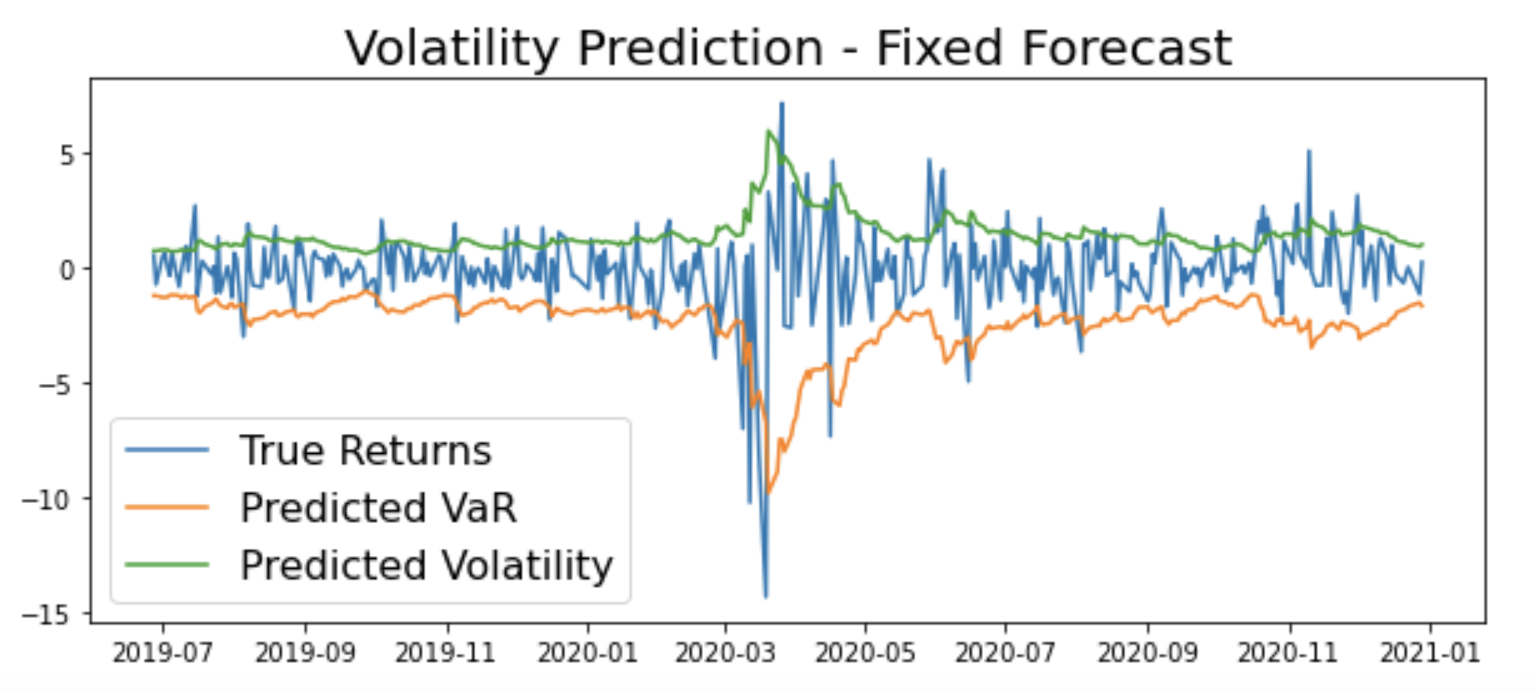 Volatility Prediction - Fixed Forecast
5
0
−5
−10
−15
True Returns
Predicted VaR
Predicted Volatility
2019-07 2019-09 2019-11 2020-01 2020-03 2020-05 2020-07 2020-09 2020-11 2021-01